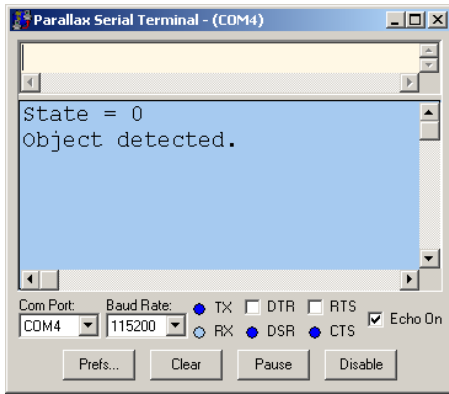 Parallax Serial Terminal - (COM4)
State = 0
Object detected.
Com Port: Baud Rate: TX DTR RTS
COM4 115200 RX DSR CTS Echo On
Prefs... Clear Pause Disable